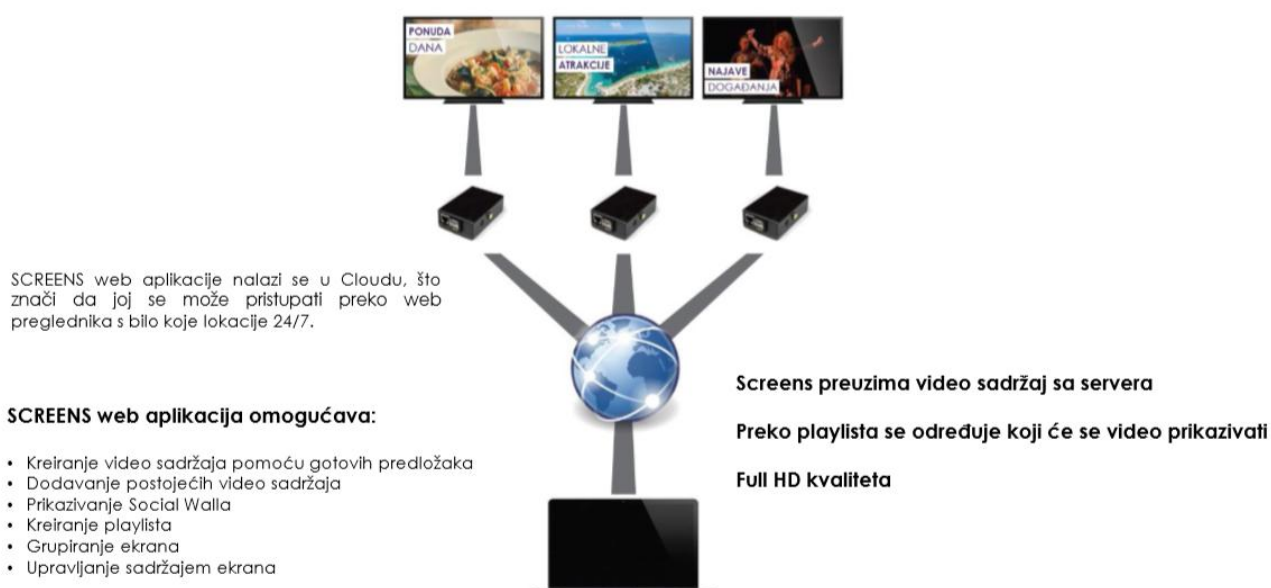 PONUDA
DANA
LOKALNE
ATRAKCIJE
NAJAVE
DOGAĐANJA
SCREENS web aplikacije nalazi se u Cloudu, što
znači da joj se može pristupati preko web
preglednika s bilo koje lokacije 24/7.
SCREENS web aplikacija omogućava:
• Kreiranje video sadržaja pomoću gotovih predložaka
• Dodavanje postojećih video sadržaja
• Prikazivanje Social Walla
• Kreiranje playlista
• Grupiranje ekrana
• Upravljanje sadržajem ekrana
Screens preuzima video sadržaj sa servera
Preko playlista se određuje koji će se video prikazivati
Full HD kvaliteta